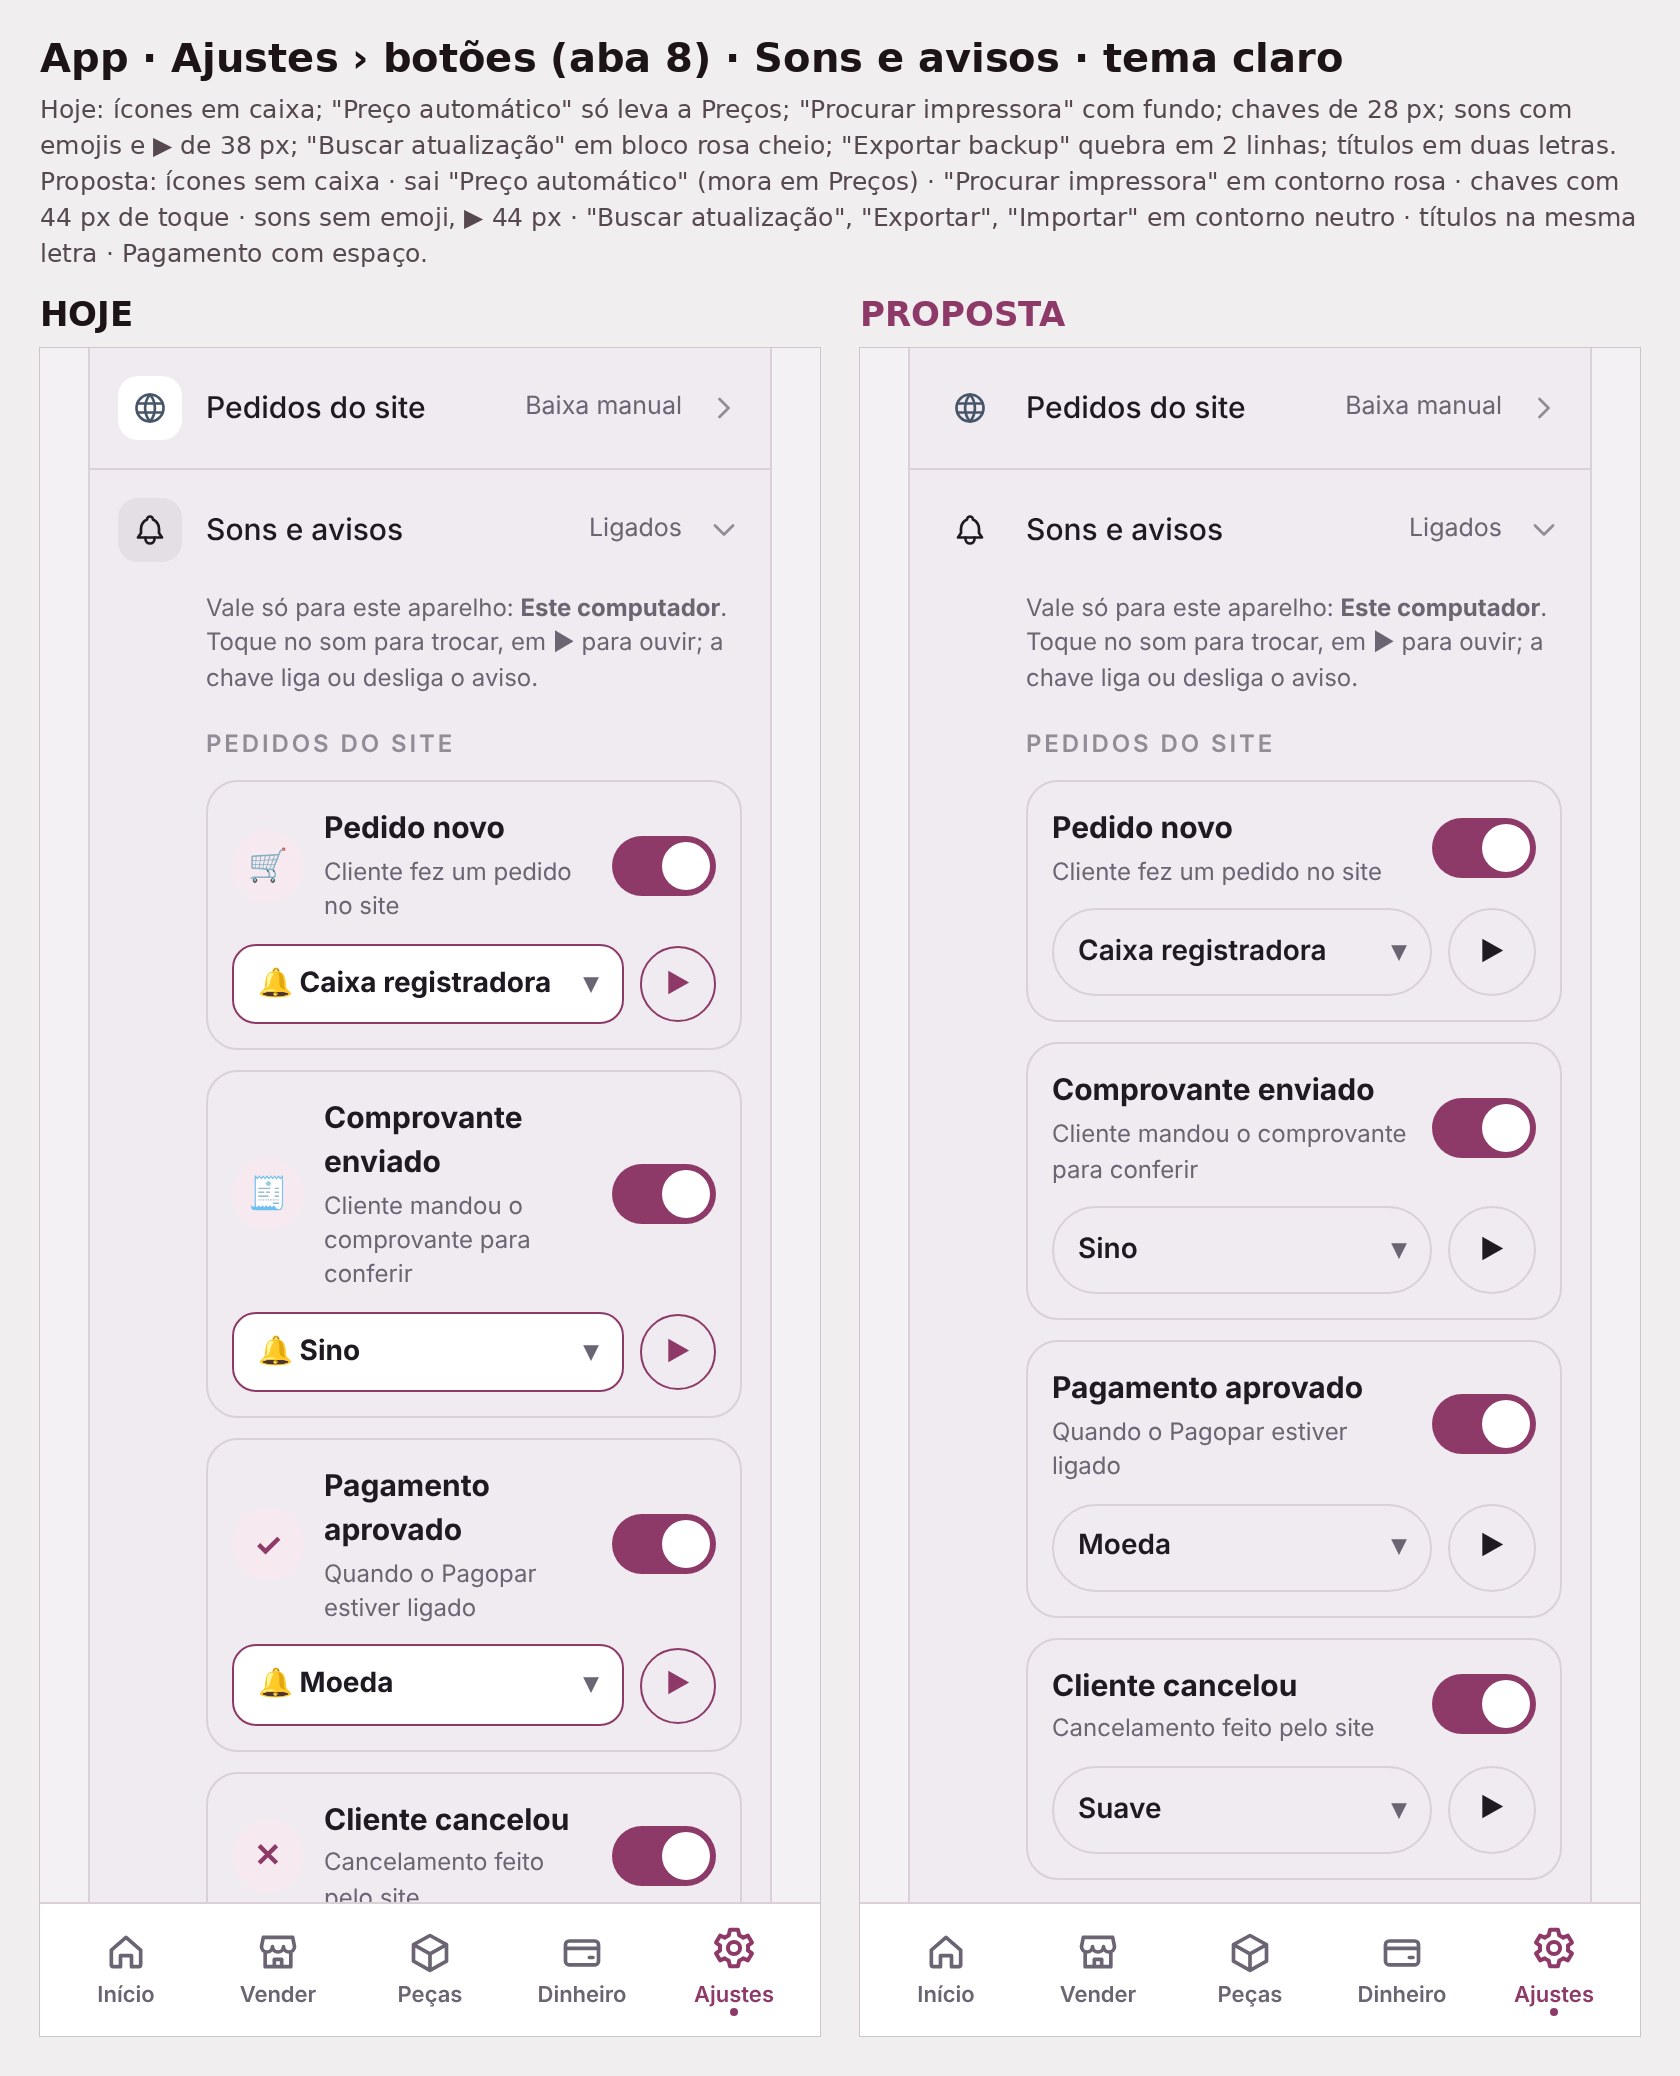 App · Ajustes › botões (aba 8) · Sons e avisos · tema claro
Hoje: ícones em caixa; "Preço automático" só leva a Preços; "Procurar impressora" com fundo; chaves de 28 px; sons com
emojis e ▶ de 38 px; "Buscar atualização" em bloco rosa cheio; "Exportar backup" quebra em 2 linhas; títulos em duas letras.
Proposta: ícones sem caixa · sai "Preço automático" (mora em Preços) · "Procurar impressora" em contorno rosa · chaves com
44 px de toque · sons sem emoji, ▶ 44 px · "Buscar atualização", "Exportar", "Importar" em contorno neutro · títulos na mesma
letra · Pagamento com espaço.
HOJE
Pedidos do site Baixa manual
Sons e avisos Ligados
Vale só para este aparelho: Este computador.
Toque no som para trocar, em ▶ para ouvir; a
chave liga ou desliga o aviso.
PEDIDOS DO SITE
Pedido novo
Cliente fez um pedido
no site
🔔 Caixa registradora ▼ ▶
Comprovante
enviado
Cliente mandou o
comprovante para
conferir
🔔 Sino ▼ ▶
Pagamento
aprovado
Quando o Pagopar
estiver ligado
🔔 Moeda ▼ ▶
Cliente cancelou
Cancelamento feito
pelo site
Início Vender Peças Dinheiro Ajustes
PROPOSTA
Pedidos do site Baixa manual
Sons e avisos Ligados
Vale só para este aparelho: Este computador.
Toque no som para trocar, em ▶ para ouvir; a
chave liga ou desliga o aviso.
PEDIDOS DO SITE
Pedido novo
Cliente fez um pedido no site
Caixa registradora ▼ ▶
Comprovante enviado
Cliente mandou o comprovante
para conferir
Sino ▼ ▶
Pagamento aprovado
Quando o Pagopar estiver
ligado
Moeda ▼ ▶
Cliente cancelou
Cancelamento feito pelo site
Suave ▼ ▶
Início Vender Peças Dinheiro Ajustes